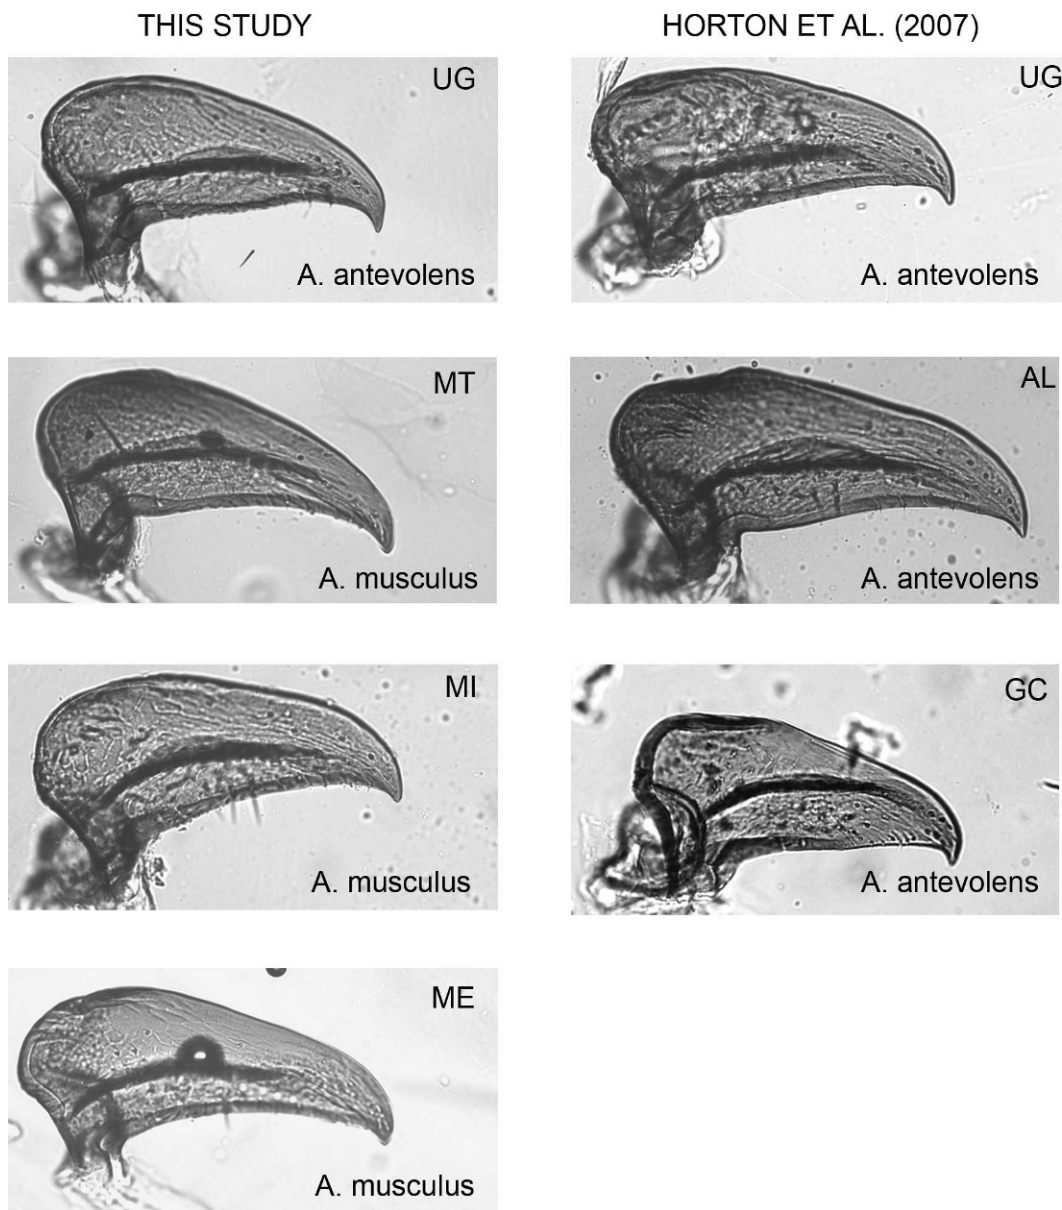 THIS STUDY
HORTON ET AL. (2007)
UG
A. antevolens
UG
A. antevolens
MT
A. musculus
AL
A. antevolens
MI
A. musculus
GC
A. antevolens
ME
A. musculus